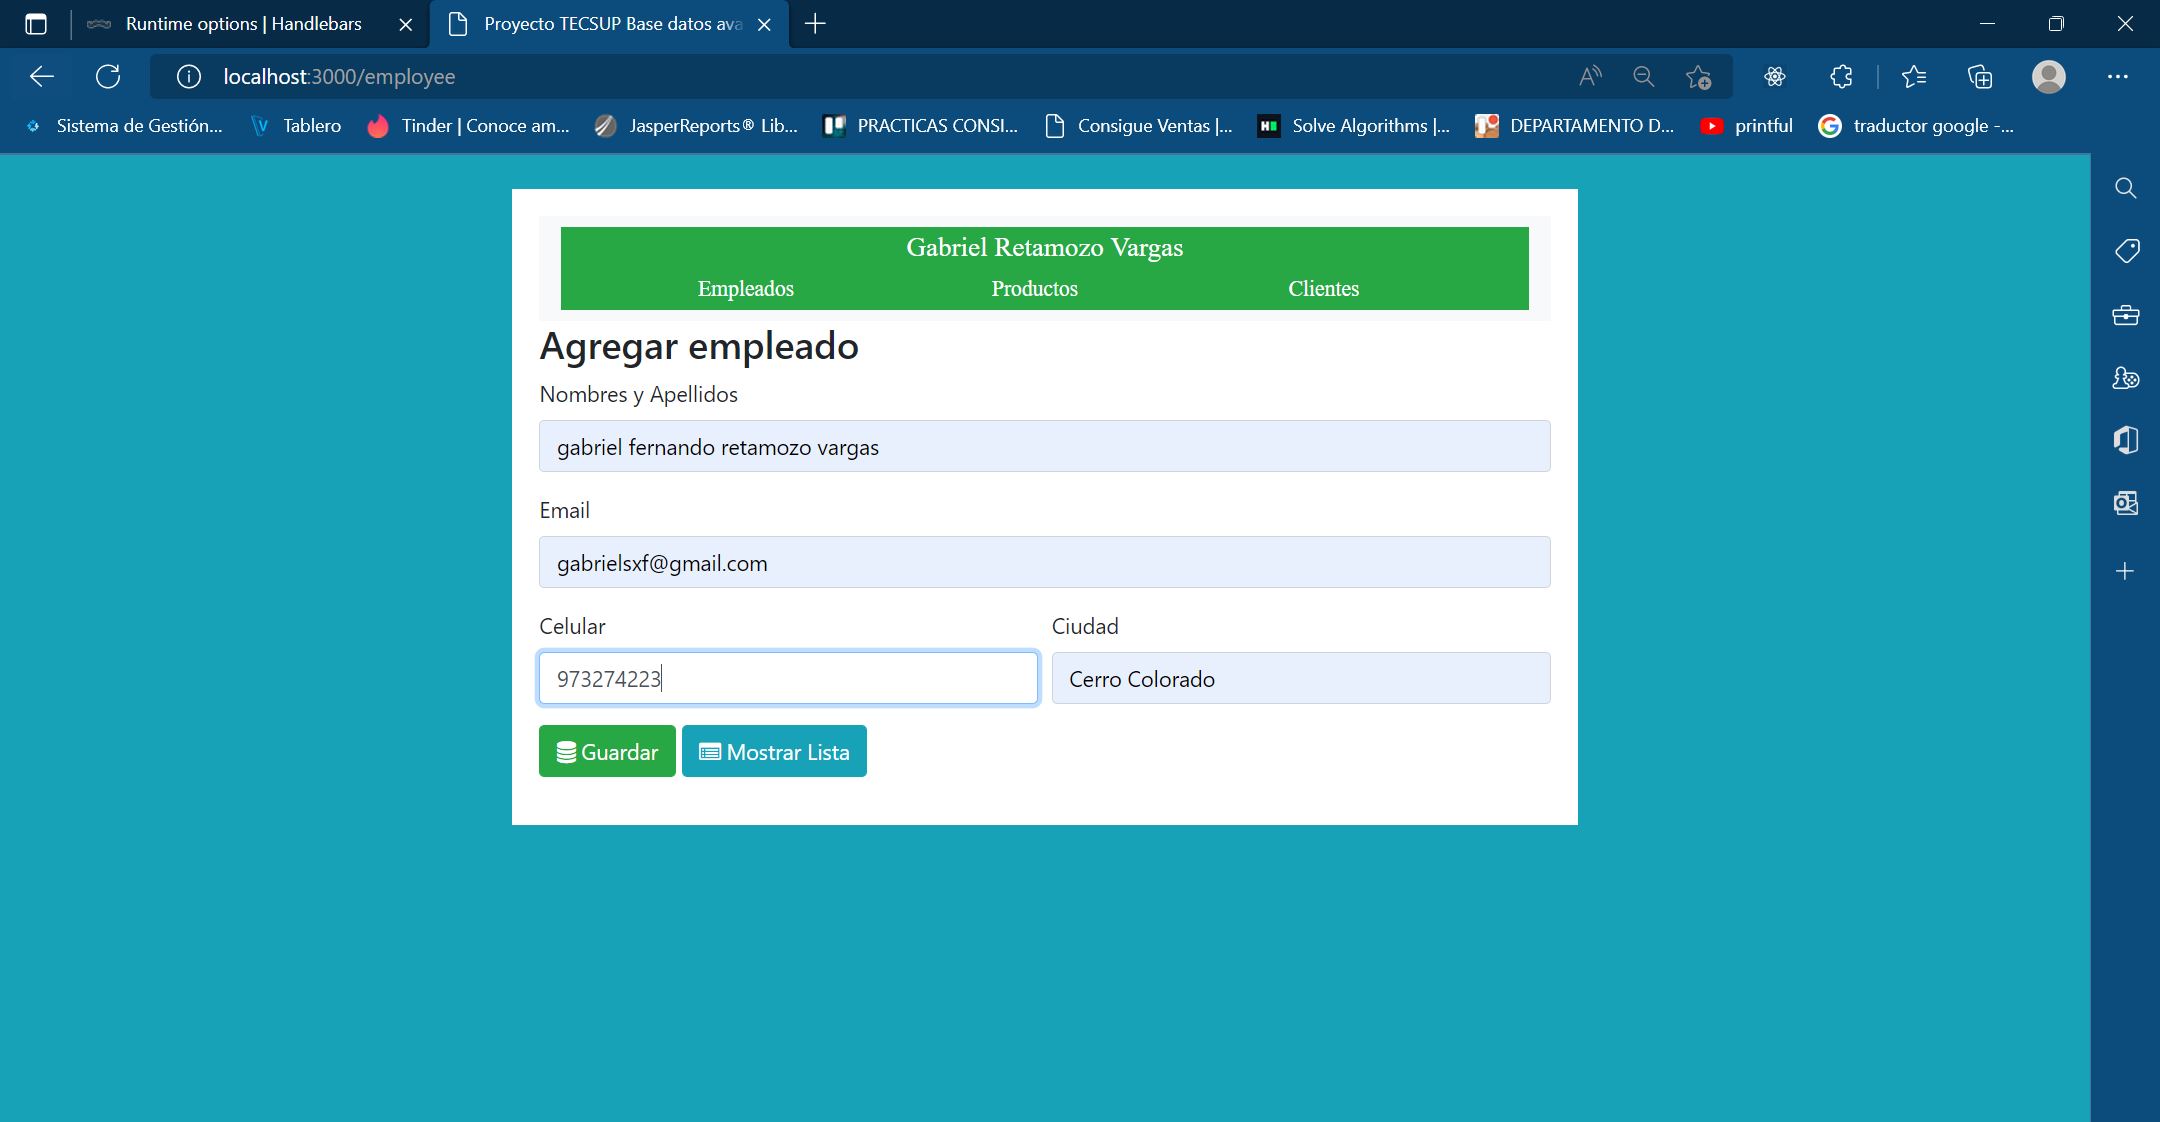 Runtime options | Handlebars
Proyecto TECSUP Base datos ava
localhost:3000/employee
Sistema de Gestión...
Tablero
Tinder | Conoce am...
JasperReports® Lib...
PRACTICAS CONSI...
Consigue Ventas |...
Solve Algorithms |...
DEPARTAMENTO D...
printful
traductor google -...
Gabriel Retamozo Vargas
Empleados
Productos
Clientes
Agregar empleado
Nombres y Apellidos
gabriel fernando retamozo vargas
Email
gabrielsxf@gmail.com
Celular
Ciudad
973274223
Cerro Colorado
Guardar
Mostrar Lista